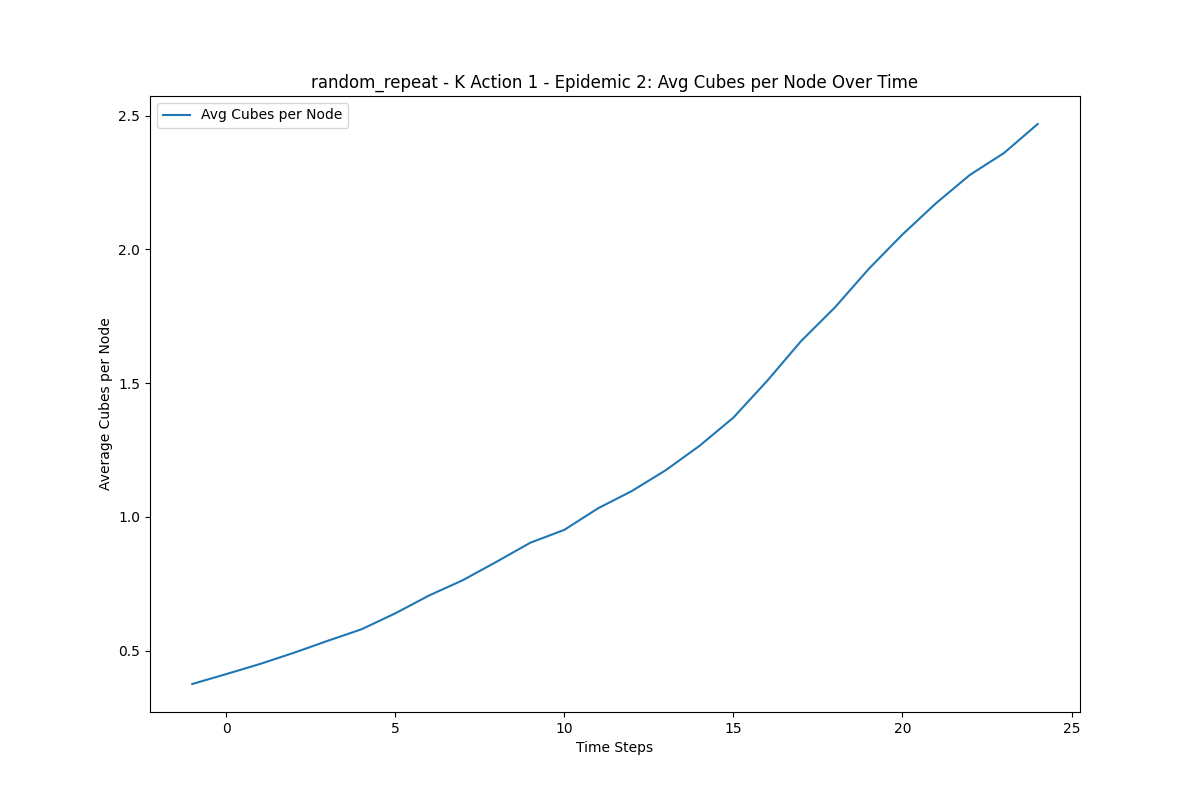 random_repeat - K Action 1 - Epidemic 2: Avg Cubes per Node Over Time
Avg Cubes per Node
2.5
2.0
1.5
1.0
0.5
Average Cubes per Node
0 5 10 15 20 25
Time Steps